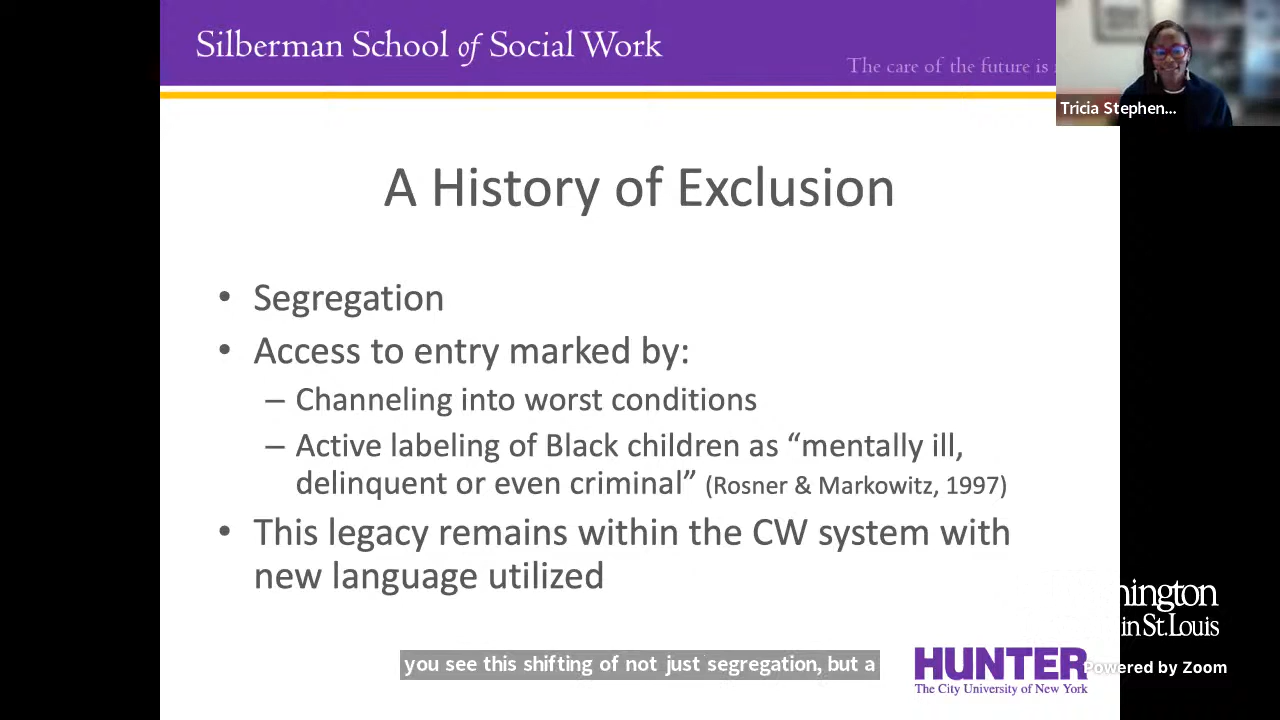 Silberman School of Social Work
The care of the future is
Tricia Stephen...
A History of Exclusion
• Segregation
• Access to entry marked by:
– Channeling into worst conditions
– Active labeling of Black children as “mentally ill,
delinquent or even criminal” (Rosner & Markowitz, 1997)
• This legacy remains within the CW system with
new language utilized
in St. Louis
you see this shifting of not just segregation, but a
HUNTER
The City University of New York
Powered by Zoom